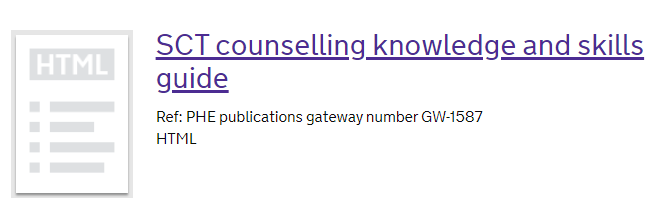 HTML
SCT counselling knowledge and skills
guide
Ref: PHE publications gateway number GW-1587
HTML